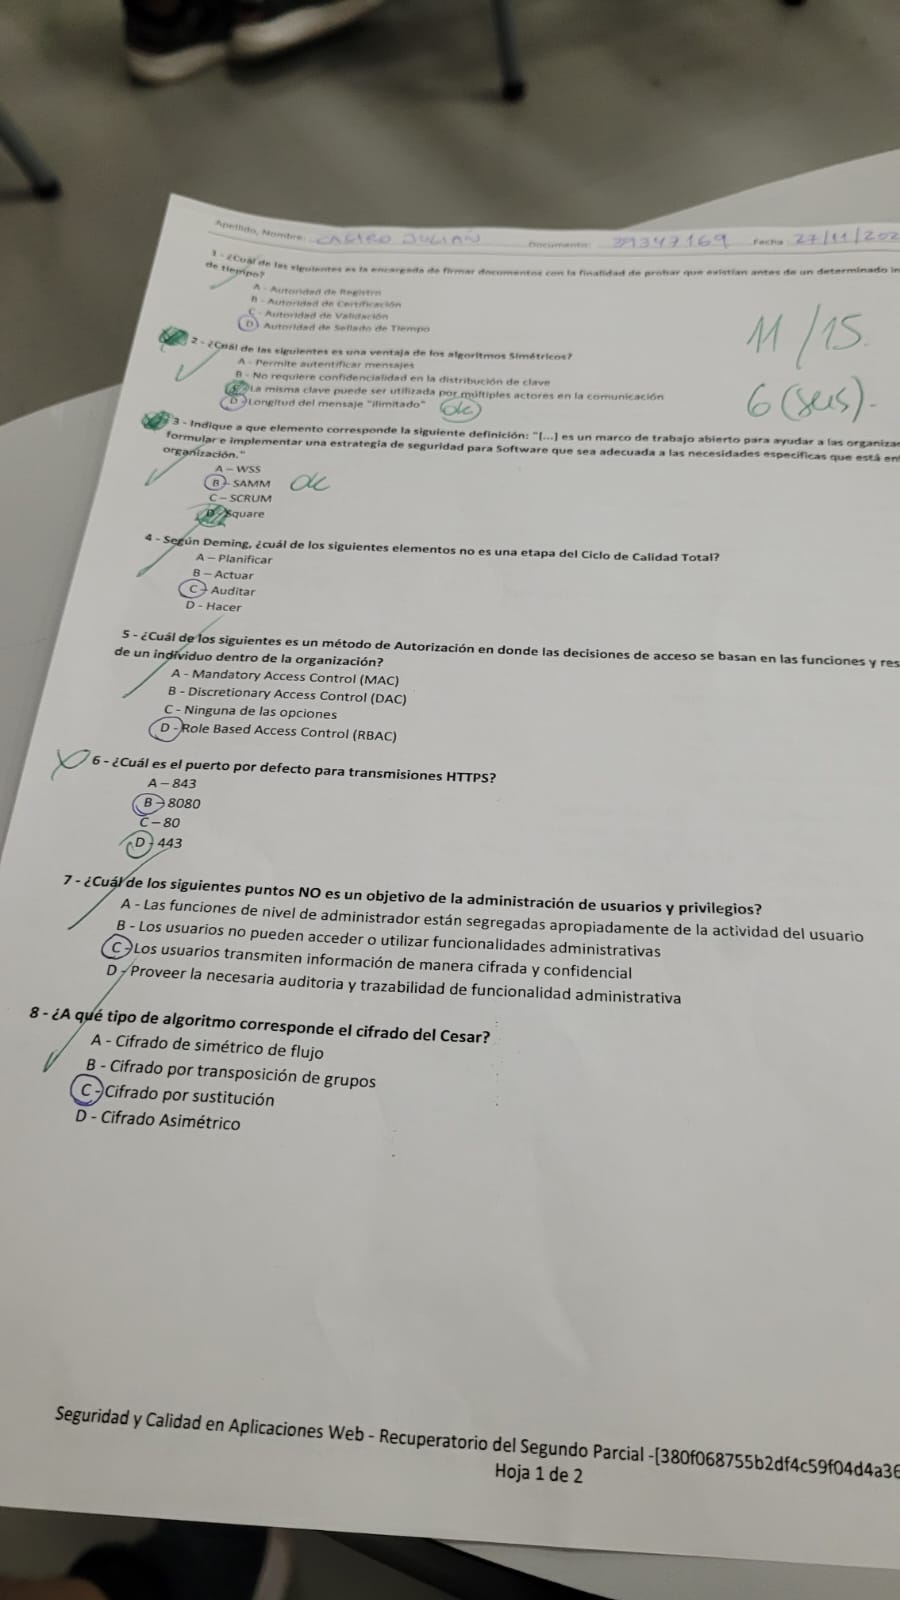 Apellido, Nombre: CASTRO JULIAN Documento: 39347169 Fecha: 27/11/202
1 - ¿Cuál de las siguientes es la encargada de firmar documentos con la finalidad de probar que existían antes de un determinado in
de tiempo?
A - Autoridad de Registro
B - Autoridad de Certificación
C - Autoridad de Validación
D - Autoridad de Sellado de Tiempo
11/15.
6 (seis).-
2 - ¿Cuál de las siguientes es una ventaja de los algoritmos Simétricos?
A - Permite autentificar mensajes
B - No requiere confidencialidad en la distribución de clave
La misma clave puede ser utilizada por múltiples actores en la comunicación
D - Longitud del mensaje "ilimitado" ok
3 - Indique a que elemento corresponde la siguiente definición: "[...] es un marco de trabajo abierto para ayudar a las organizac
formular e implementar una estrategia de seguridad para Software que sea adecuada a las necesidades específicas que está en
organización."
A – WSS
B - SAMM ok
C – SCRUM
D - Square
4 - Según Deming, ¿cuál de los siguientes elementos no es una etapa del Ciclo de Calidad Total?
A – Planificar
B – Actuar
C - Auditar
D - Hacer
5 - ¿Cuál de los siguientes es un método de Autorización en donde las decisiones de acceso se basan en las funciones y res
de un individuo dentro de la organización?
A - Mandatory Access Control (MAC)
B - Discretionary Access Control (DAC)
C - Ninguna de las opciones
D - Role Based Access Control (RBAC)
6 - ¿Cuál es el puerto por defecto para transmisiones HTTPS?
A – 843
B – 8080
C – 80
D - 443
7 - ¿Cuál de los siguientes puntos NO es un objetivo de la administración de usuarios y privilegios?
A - Las funciones de nivel de administrador están segregadas apropiadamente de la actividad del usuario
B - Los usuarios no pueden acceder o utilizar funcionalidades administrativas
C - Los usuarios transmiten información de manera cifrada y confidencial
D - Proveer la necesaria auditoria y trazabilidad de funcionalidad administrativa
8 - ¿A qué tipo de algoritmo corresponde el cifrado del Cesar?
A - Cifrado de simétrico de flujo
B - Cifrado por transposición de grupos
C - Cifrado por sustitución
D - Cifrado Asimétrico
Seguridad y Calidad en Aplicaciones Web - Recuperatorio del Segundo Parcial -[380f068755b2df4c59f04d4a36
Hoja 1 de 2